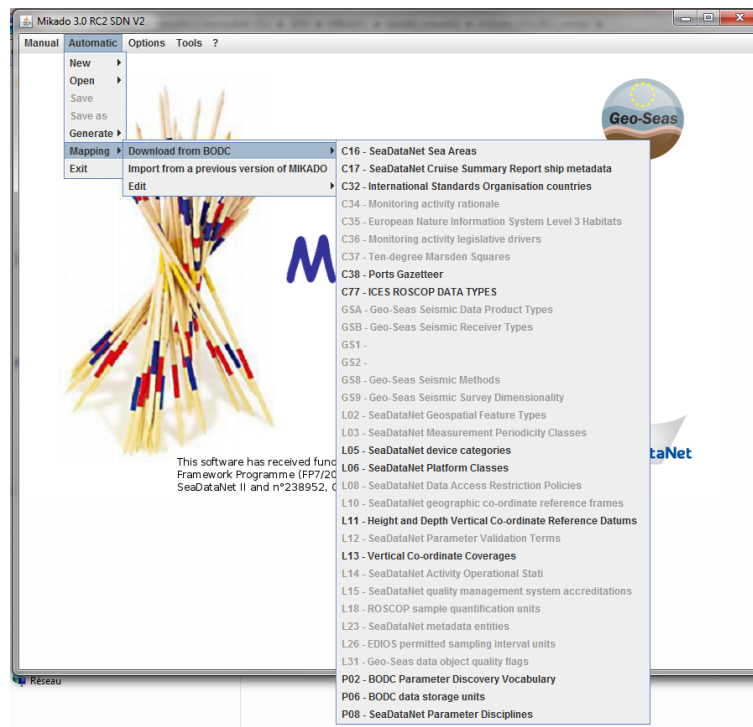 Mikado 3.0 RC2 SDN V2
Manual Automatic Options Tools ?
New
Open
Save
Save as
Generate
Mapping
Exit
Download from BODC
Import from a previous version of MIKADO
Edit
C16 - SeaDataNet Sea Areas
C17 - SeaDataNet Cruise Summary Report ship metadata
C32 - International Standards Organisation countries
C34 - Monitoring activity rationale
C35 - European Nature Information System Level 3 Habitats
C36 - Monitoring activity legislative drivers
C37 - Ten-degree Marsden Squares
C38 - Ports Gazetteer
C77 - ICES ROSCOP DATA TYPES
GSA - Geo-Seas Seismic Data Product Types
GSB - Geo-Seas Seismic Receiver Types
GS1 -
GS2 -
GS8 - Geo-Seas Seismic Methods
GS9 - Geo-Seas Seismic Survey Dimensionality
L02 - SeaDataNet Geospatial Feature Types
L03 - SeaDataNet Measurement Periodicity Classes
L05 - SeaDataNet device categories
L06 - SeaDataNet Platform Classes
L08 - SeaDataNet Data Access Restriction Policies
L10 - SeaDataNet geographic co-ordinate reference frames
L11 - Height and Depth Vertical Co-ordinate Reference Datums
L12 - SeaDataNet Parameter Validation Terms
L13 - Vertical Co-ordinate Coverages
L14 - SeaDataNet Activity Operational Stati
L15 - SeaDataNet quality management system accreditations
L18 - ROSCOP sample quantification units
L23 - SeaDataNet metadata entities
L26 - EDIOS permitted sampling interval units
L31 - Geo-Seas data object quality flags
P02 - BODC Parameter Discovery Vocabulary
P06 - BODC data storage units
P08 - SeaDataNet Parameter Disciplines
Geo-Seas
M
taNet
This software has received fund
Framework Programme (FP7/20
SeaDataNet II and n°238952, G
Réseau